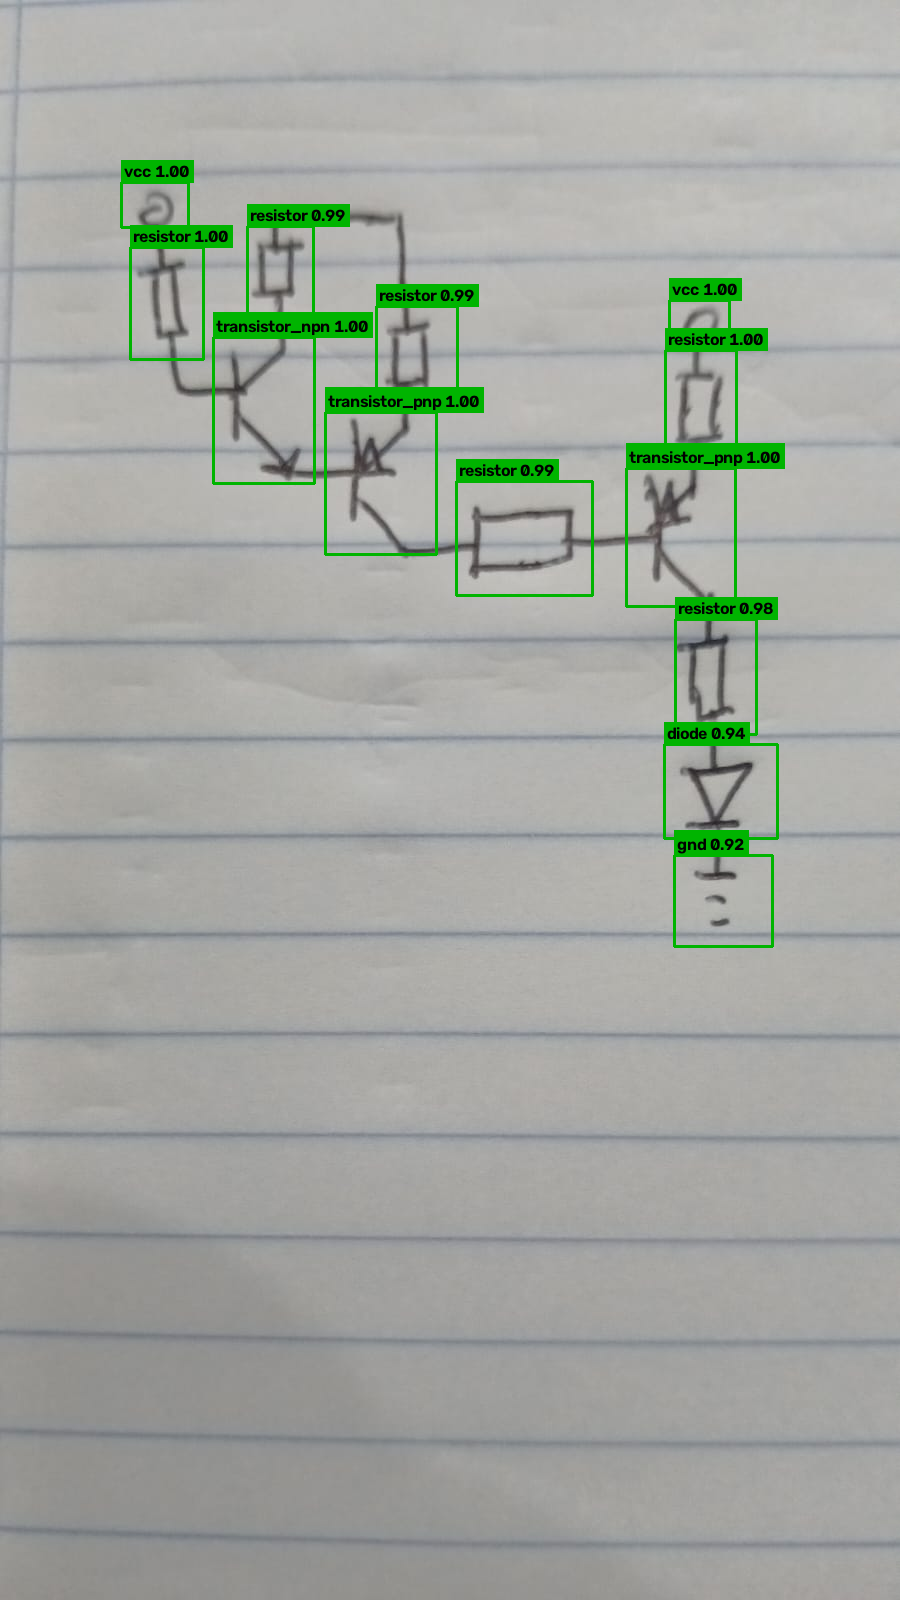 vcc 1.00
resistor 1.00
resistor 0.99
resistor 0.99
transistor_npn 1.00
vcc 1.00
resistor 1.00
transistor_pnp 1.00
transistor_pnp 1.00
resistor 0.99
resistor 0.98
diode 0.94
gnd 0.92